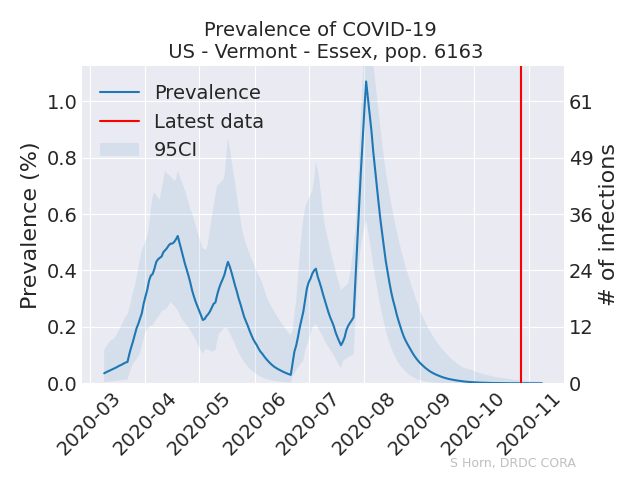 Prevalence of COVID-19
US - Vermont - Essex, pop. 6163
Prevalence
Latest data
95CI
Prevalence (%)
1.0
0.8
0.6
0.4
0.2
0.0
61
49
36
24
12
0
# of infections
2020-03
2020-04
2020-05
2020-06
2020-07
2020-08
2020-09
2020-10
2020-11
S Horn, DRDC CORA